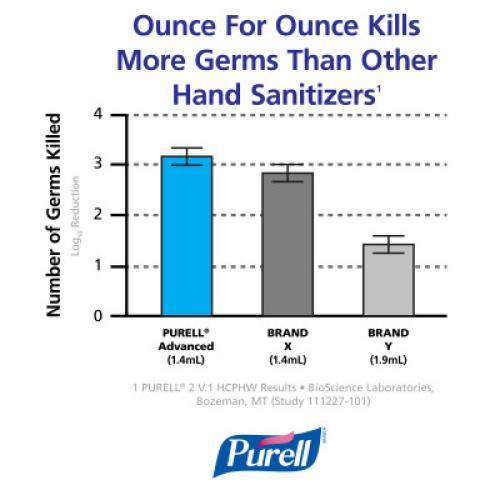 Ounce For Ounce Kills
More Germs Than Other
Hand Sanitizers¹
Number of Germs Killed
Log₁₀ Reduction
4
3
2
1
0
PURELL®
Advanced
(1.4mL)
BRAND
X
(1.4mL)
BRAND
Y
(1.9mL)
1 PURELL® 2 V.1 HCPHW Results • BioScience Laboratories,
Bozeman, MT (Study 111227-101)
Purell